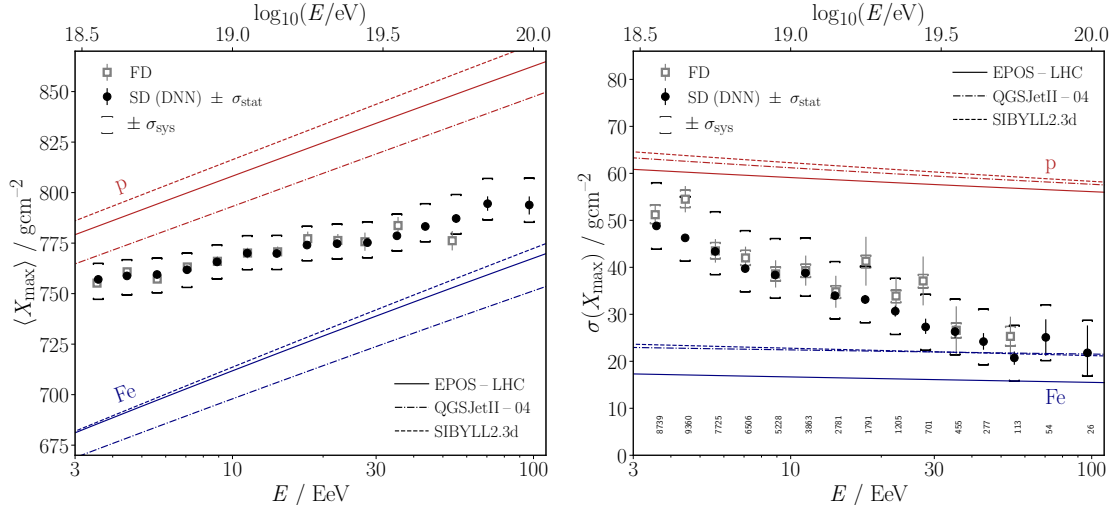 log₁₀(E/eV)
18.5 19.0 19.5 20.0
FD
SD (DNN) ± σstat
± σsys
p
Fe
EPOS – LHC
QGSJetII – 04
SIBYLL2.3d
850
825
800
775
750
725
700
675
⟨Xmax⟩ / gcm⁻²
3 10 30 100
E / EeV
log₁₀(E/eV)
18.5 19.0 19.5 20.0
FD
SD (DNN) ± σstat
± σsys
EPOS – LHC
QGSJetII – 04
SIBYLL2.3d
p
Fe
80
70
60
50
40
30
20
10
0
σ(Xmax) / gcm⁻²
8739 9360 7725 6506 5228 3863 2781 1791 1205 701 455 277 113 54 26
3 10 30 100
E / EeV